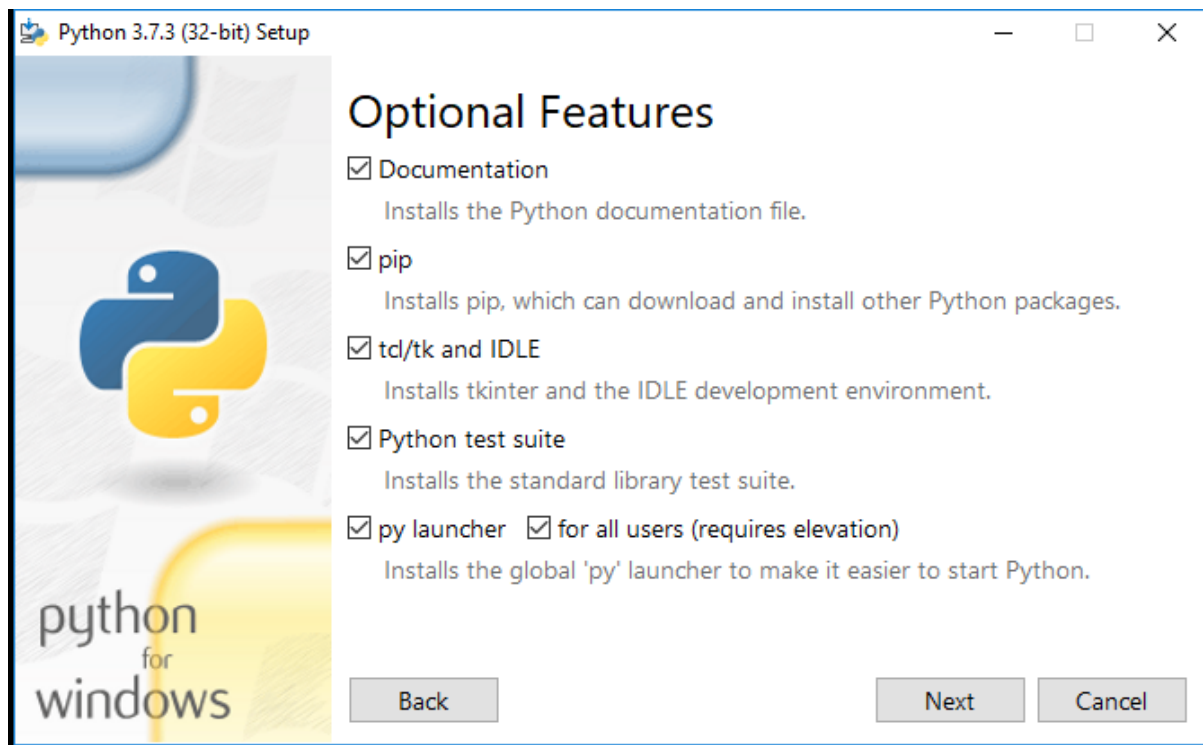 Python 3.7.3 (32-bit) Setup
Optional Features
Documentation
Installs the Python documentation file.
pip
Installs pip, which can download and install other Python packages.
tcl/tk and IDLE
Installs tkinter and the IDLE development environment.
Python test suite
Installs the standard library test suite.
py launcher for all users (requires elevation)
Installs the global 'py' launcher to make it easier to start Python.
python
for
windows
Back Next Cancel